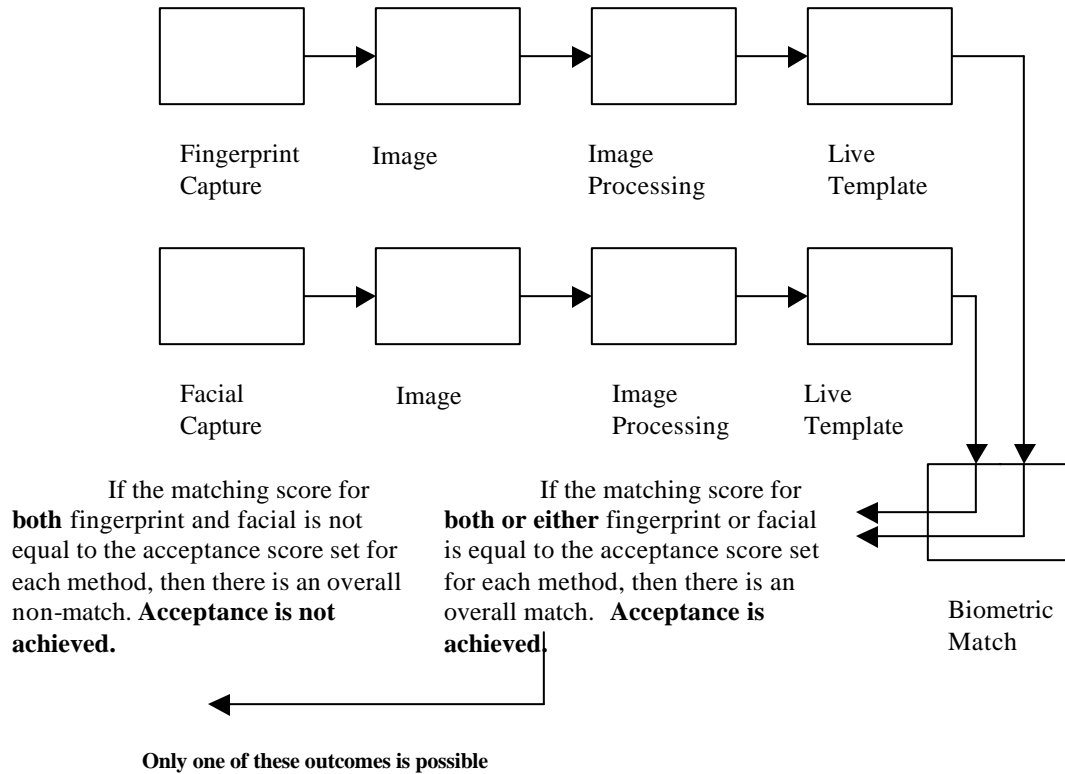 Fingerprint
Capture
Image
Image
Processing
Live
Template
Facial
Capture
Image
Image
Processing
Live
Template
If the matching score for
both fingerprint and facial is not
equal to the acceptance score set for
each method, then there is an overall
non-match. Acceptance is not
achieved.
If the matching score for
both or either fingerprint or facial
is equal to the acceptance score set
for each method, then there is an
overall match. Acceptance is
achieved.
Biometric
Match
Only one of these outcomes is possible